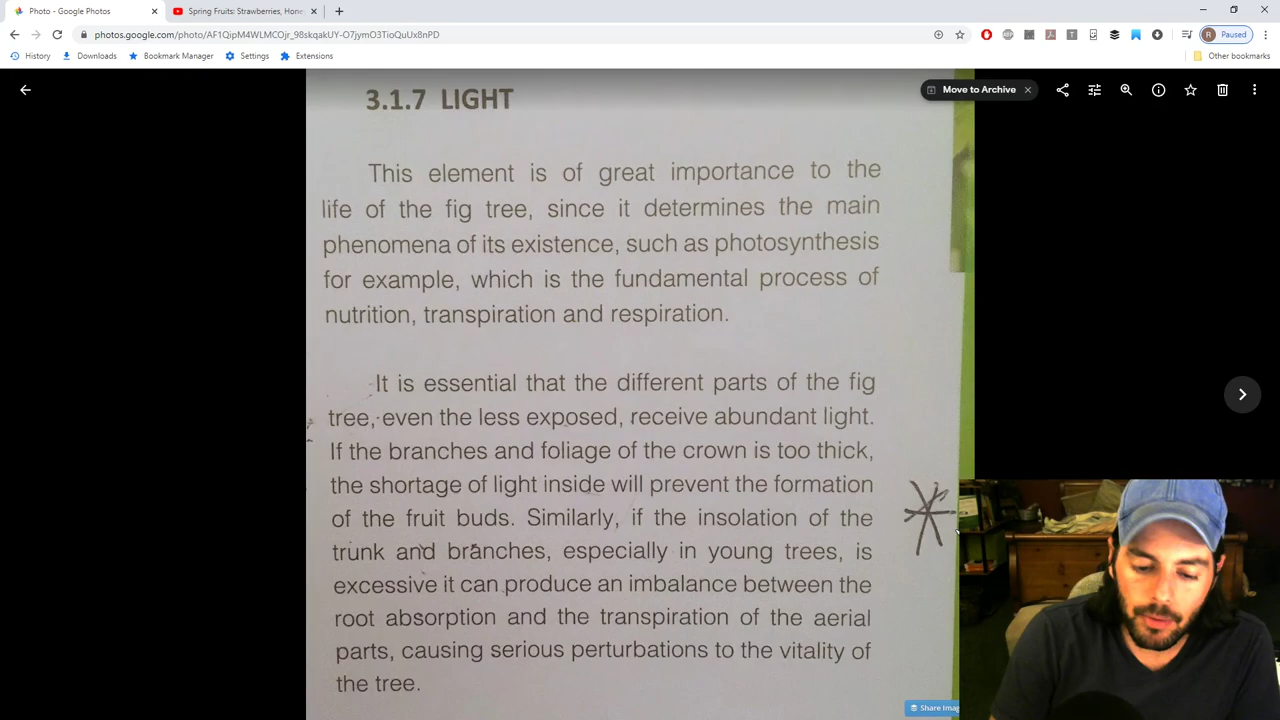 Photo - Google Photos
Spring Fruits: Strawberries, Hone
photos.google.com/photo/AF1QipM4WLMCOjr_98skqakUY-O7jymO3TioQuUx8nPD
Paused
History
Downloads
Bookmark Manager
Settings
Extensions
Other bookmarks
Move to Archive
3.1.7 LIGHT
This element is of great importance to the
life of the fig tree, since it determines the main
phenomena of its existence, such as photosynthesis
for example, which is the fundamental process of
nutrition, transpiration and respiration.
It is essential that the different parts of the fig
tree, even the less exposed, receive abundant light.
If the branches and foliage of the crown is too thick,
the shortage of light inside will prevent the formation
of the fruit buds. Similarly, if the insolation of the
trunk and branches, especially in young trees, is
excessive it can produce an imbalance between the
root absorption and the transpiration of the aerial
parts, causing serious perturbations to the vitality of
the tree.
Share Imag